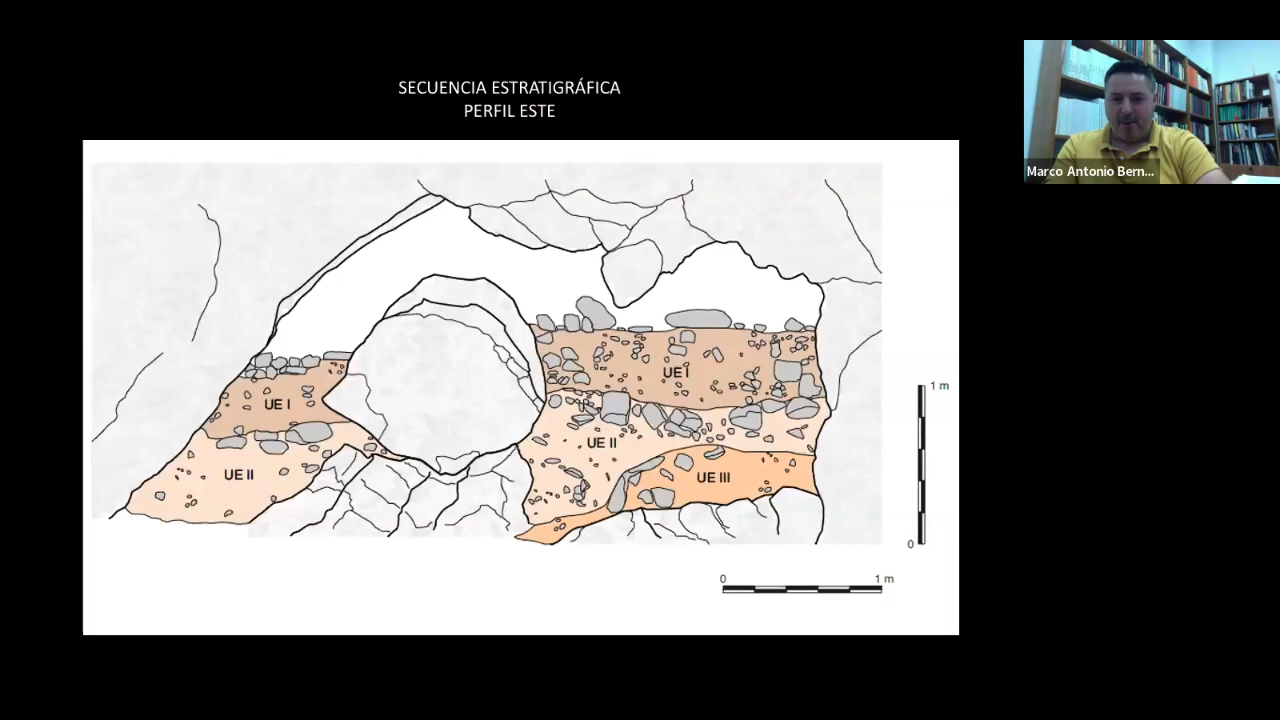 SECUENCIA ESTRATIGRÁFICA
PERFIL ESTE
Marco Antonio Bern...
UE I
UE I
UE II
UE II
UE III
1 m
0
0
1 m